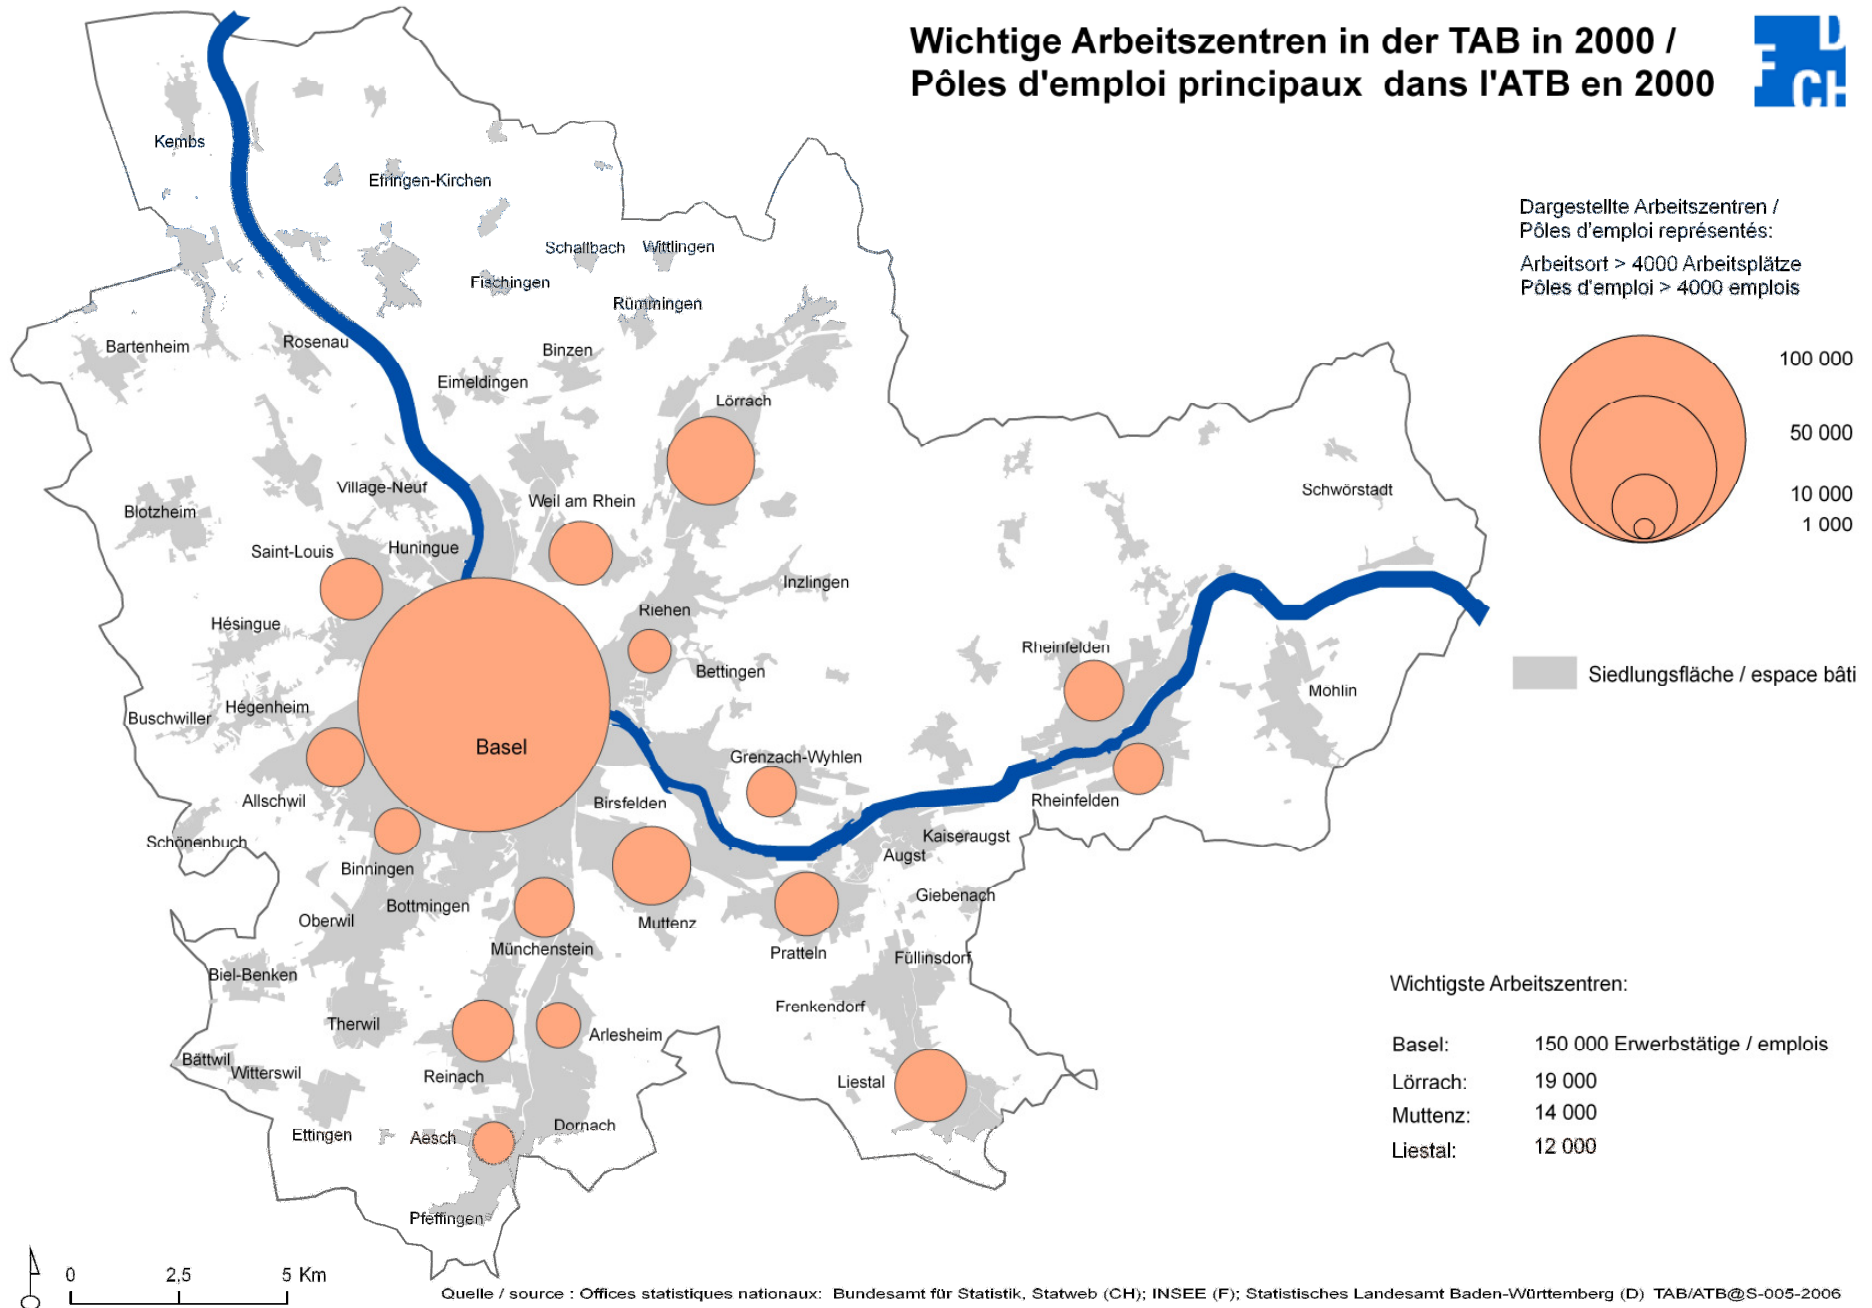 Wichtige Arbeitszentren in der TAB in 2000 /
Pôles d'emploi principaux dans l'ATB en 2000
F D CH
Dargestellte Arbeitszentren /
Pôles d'emploi représentés:
Arbeitsort > 4000 Arbeitsplätze
Pôles d'emploi > 4000 emplois
100 000
50 000
10 000
1 000
Siedlungsfläche / espace bâti
Kembs
Efringen-Kirchen
Schallbach
Wittlingen
Fischingen
Rümmingen
Bartenheim
Rosenau
Binzen
Eimeldingen
Lörrach
Village-Neuf
Weil am Rhein
Schwörstadt
Blotzheim
Saint-Louis
Huningue
Inzlingen
Riehen
Hésingue
Rheinfelden
Bettingen
Möhlin
Hégenheim
Buschwiller
Basel
Grenzach-Wyhlen
Allschwil
Birsfelden
Rheinfelden
Schönenbuch
Kaiseraugst
Augst
Binningen
Giebenach
Bottmingen
Oberwil
Muttenz
Münchenstein
Pratteln
Füllinsdorf
Biel-Benken
Frenkendorf
Therwil
Arlesheim
Bättwil
Witterswil
Reinach
Liestal
Ettingen
Aesch
Dornach
Pfeffingen
Wichtigste Arbeitszentren:
Basel: 150 000 Erwerbstätige / emplois
Lörrach: 19 000
Muttenz: 14 000
Liestal: 12 000
0 2,5 5 Km
Quelle / source : Offices statistiques nationaux: Bundesamt für Statistik, Statweb (CH); INSEE (F); Statistisches Landesamt Baden-Württemberg (D) TAB/ATB@S-005-2006